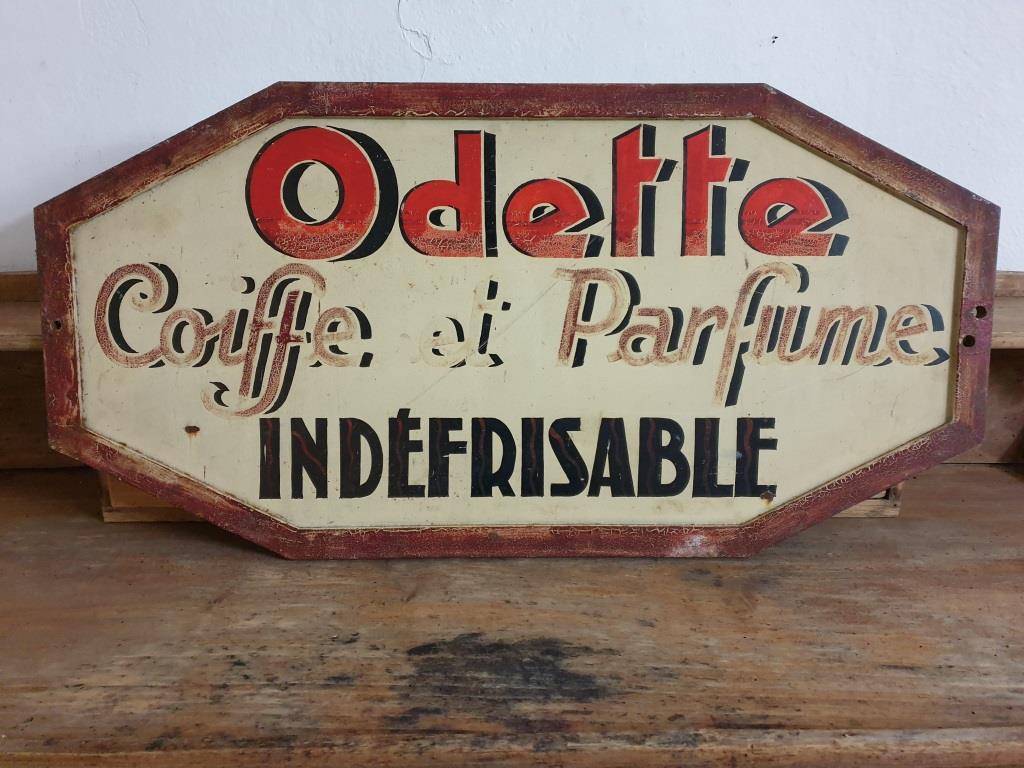 Odette
Coiffe et Parfume
INDÉFRISABLE